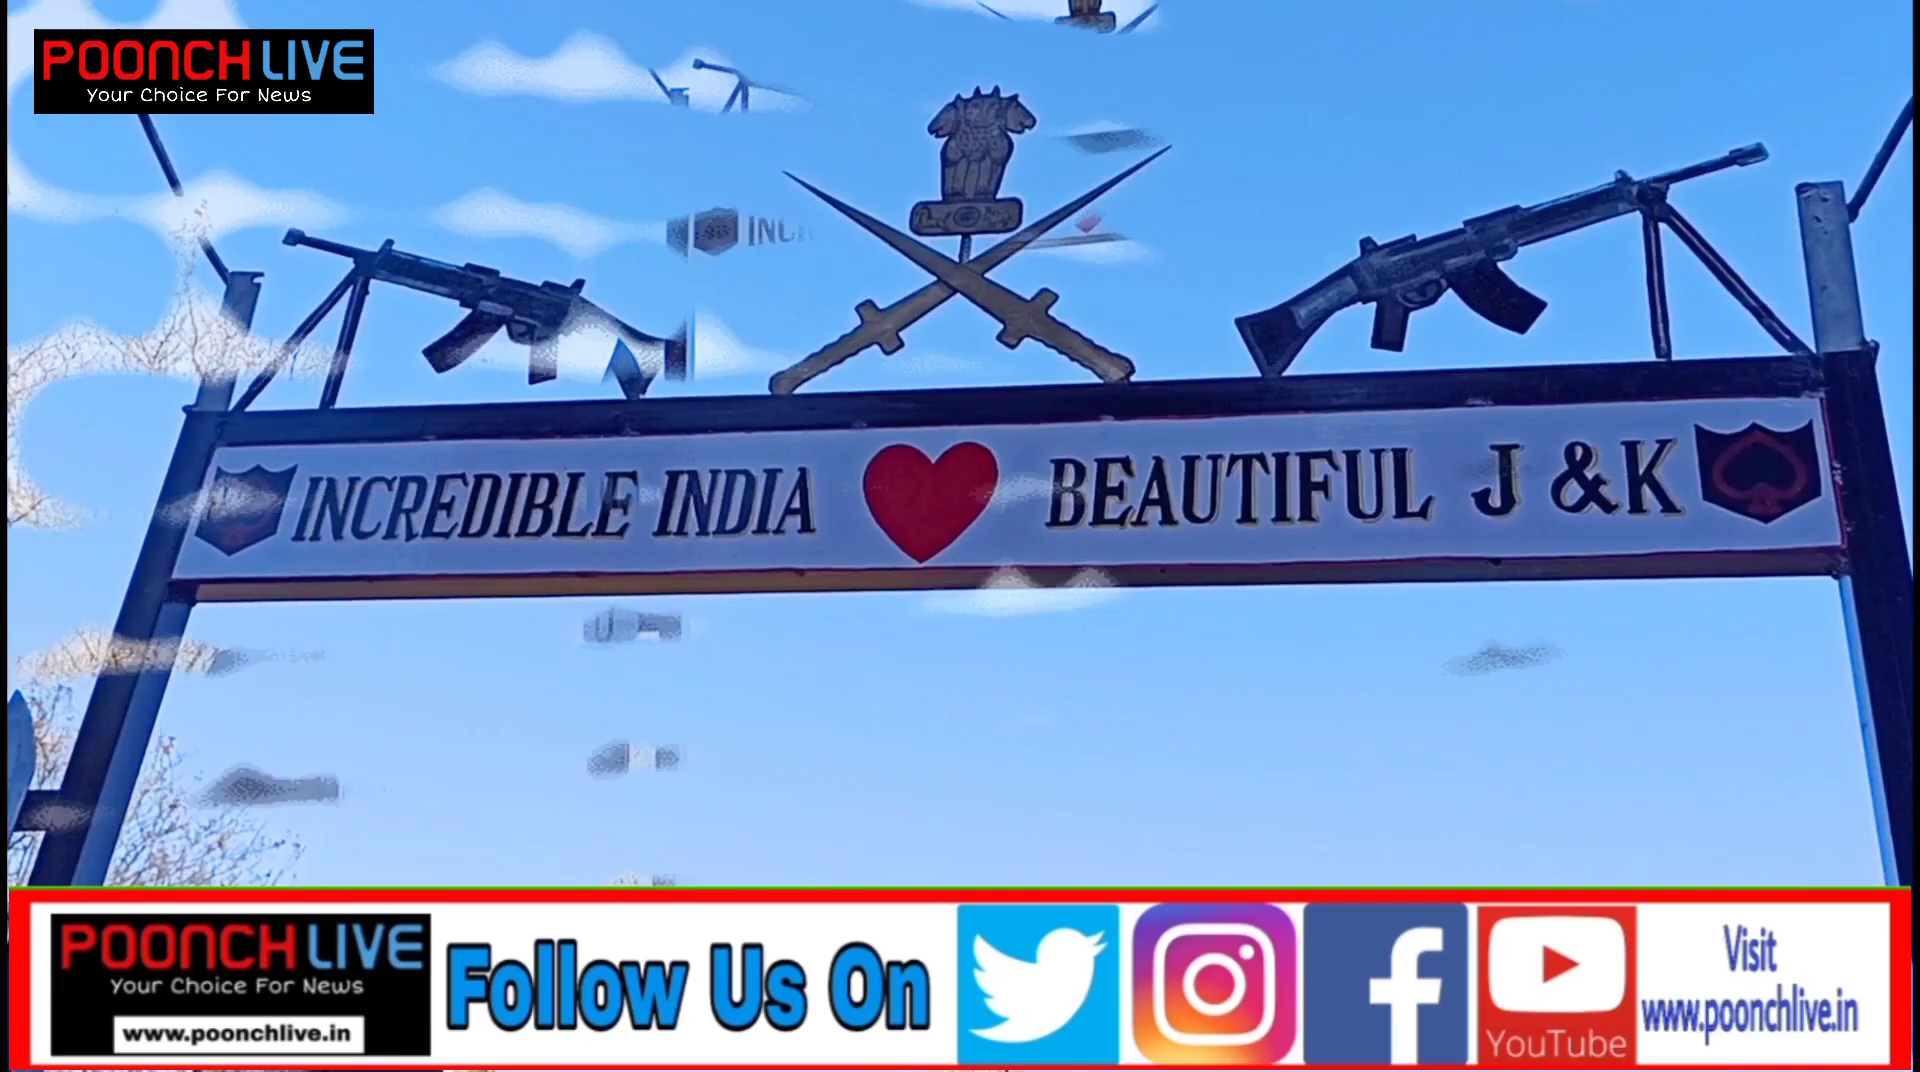 POONCH LIVE
Your Choice For News
INCR
INCREDIBLE INDIA BEAUTIFUL J & K
POONCH LIVE
Your Choice For News
www.poonchlive.in
Follow Us On
YouTube
Visit
www.poonchlive.in